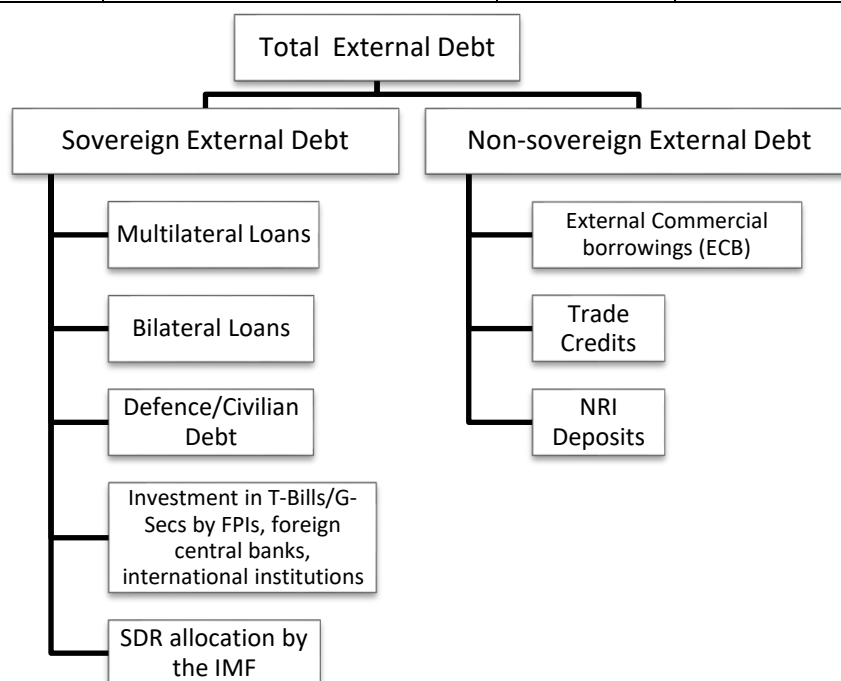 Total External Debt
Sovereign External Debt
Non-sovereign External Debt
Multilateral Loans
Bilateral Loans
Defence/Civilian
Debt
Investment in T-Bills/G-
Secs by FPIs, foreign
central banks,
international institutions
SDR allocation by
the IMF
External Commercial
borrowings (ECB)
Trade
Credits
NRI
Deposits